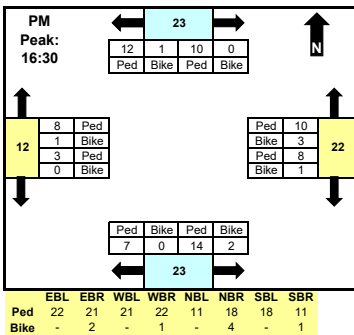 PM
Peak:
16:30
23
N
12 1 10 0
Ped Bike Ped Bike
12
8 Ped
1 Bike
3 Ped
0 Bike
Ped 10
Bike 3
Ped 8
Bike 1
22
Ped Bike Ped Bike
7 0 14 2
23
EBL EBR WBL WBR NBL NBR SBL SBR
Ped 22 21 21 22 11 18 18 11
Bike - 2 - 1 - 4 - 1